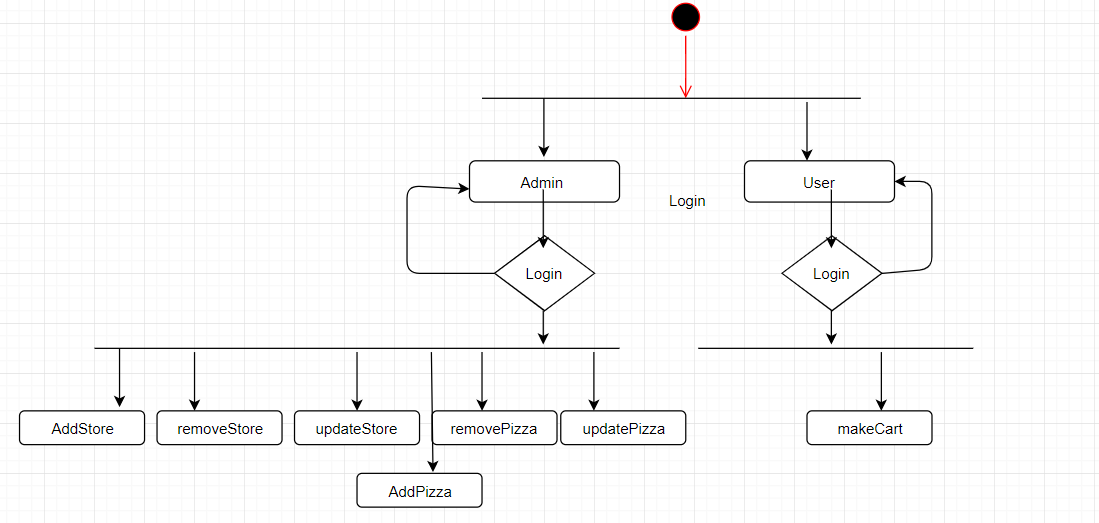 Admin
User
Login
Login
Login
AddStore
removeStore
updateStore
removePizza
updatePizza
makeCart
AddPizza